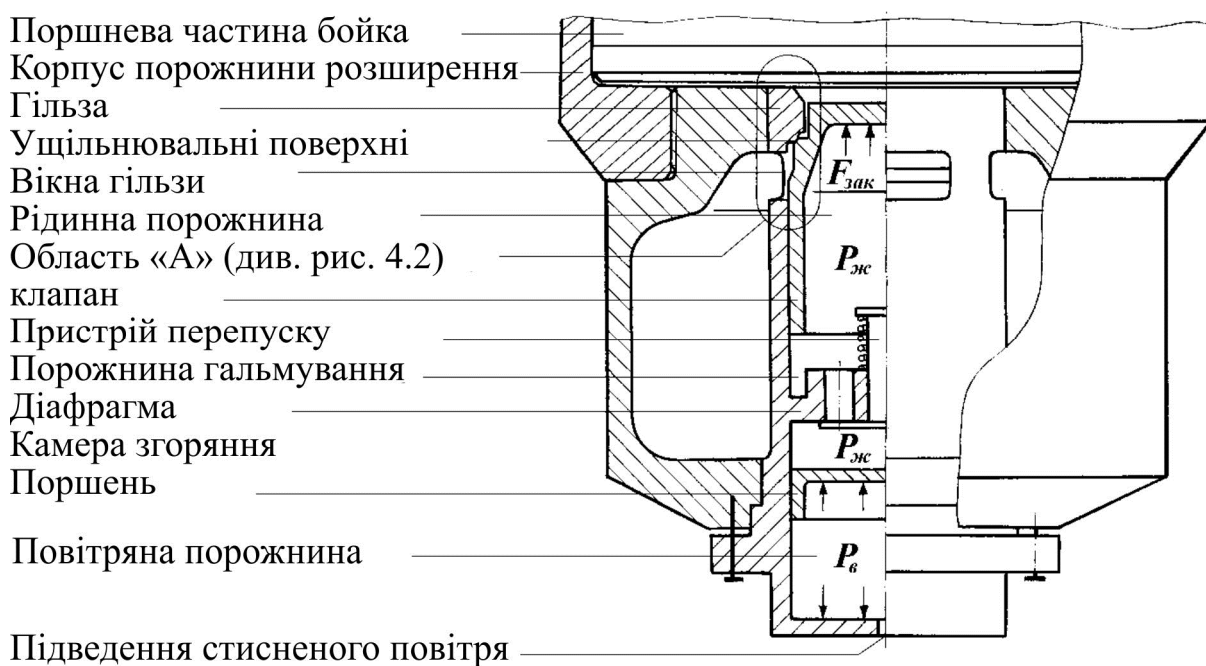 Поршнева частина бойка
Корпус порожнини розширення
Гільза
Ущільнювальні поверхні
Вікна гільзи
Рідинна порожнина
Область «А» (див. рис. 4.2)
клапан
Пристрій перепуску
Порожнина гальмування
Діафрагма
Камера згоряння
Поршень
Повітряна порожнина
Підведення стисненого повітря
Fзак
Pж
Pж
Pв